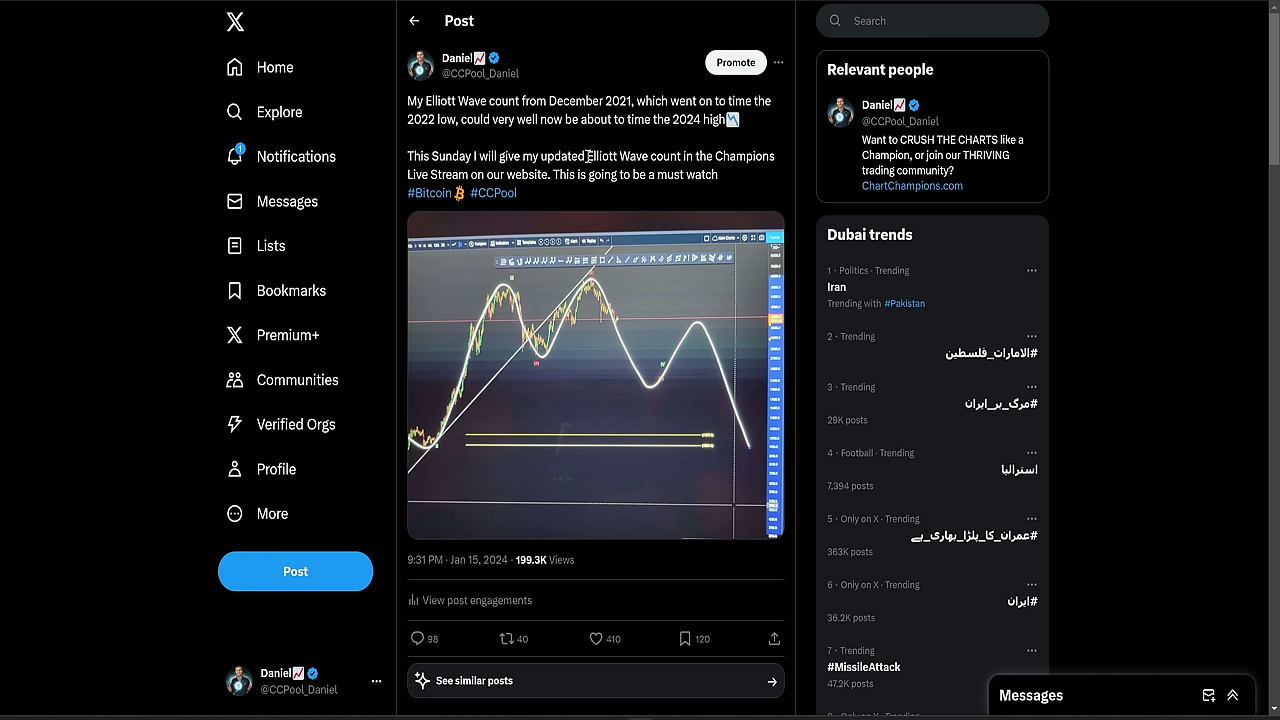 Home
Explore
1
Notifications
Messages
Lists
Bookmarks
Premium+
Communities
Verified Orgs
Profile
More
Post
Daniel
@CCPool_Daniel
Post
Daniel
@CCPool_Daniel
Promote
My Elliott Wave count from December 2021, which went on to time the
2022 low, could very well now be about to time the 2024 high
This Sunday I will give my updated Elliott Wave count in the Champions
Live Stream on our website. This is going to be a must watch
#Bitcoin #CCPool
9:31 PM · Jan 15, 2024 · 199.3K Views
View post engagements
98
40
410
120
See similar posts
Search
Relevant people
Daniel
@CCPool_Daniel
Want to CRUSH THE CHARTS like a
Champion, or join our THRIVING
trading community?
ChartChampions.com
Dubai trends
1 · Politics · Trending
Iran
Trending with #Pakistan
2 · Trending
#الامارات_فلسطين
3 · Trending
#مرگ_بر_ایران
29K posts
4 · Football · Trending
استراليا
7,394 posts
5 · Only on X · Trending
#عمران_کا_پلڑا_بھاری_ہے
363K posts
6 · Only on X · Trending
#ایران
36.2K posts
7 · Trending
#MissileAttack
47.2K posts
Messages